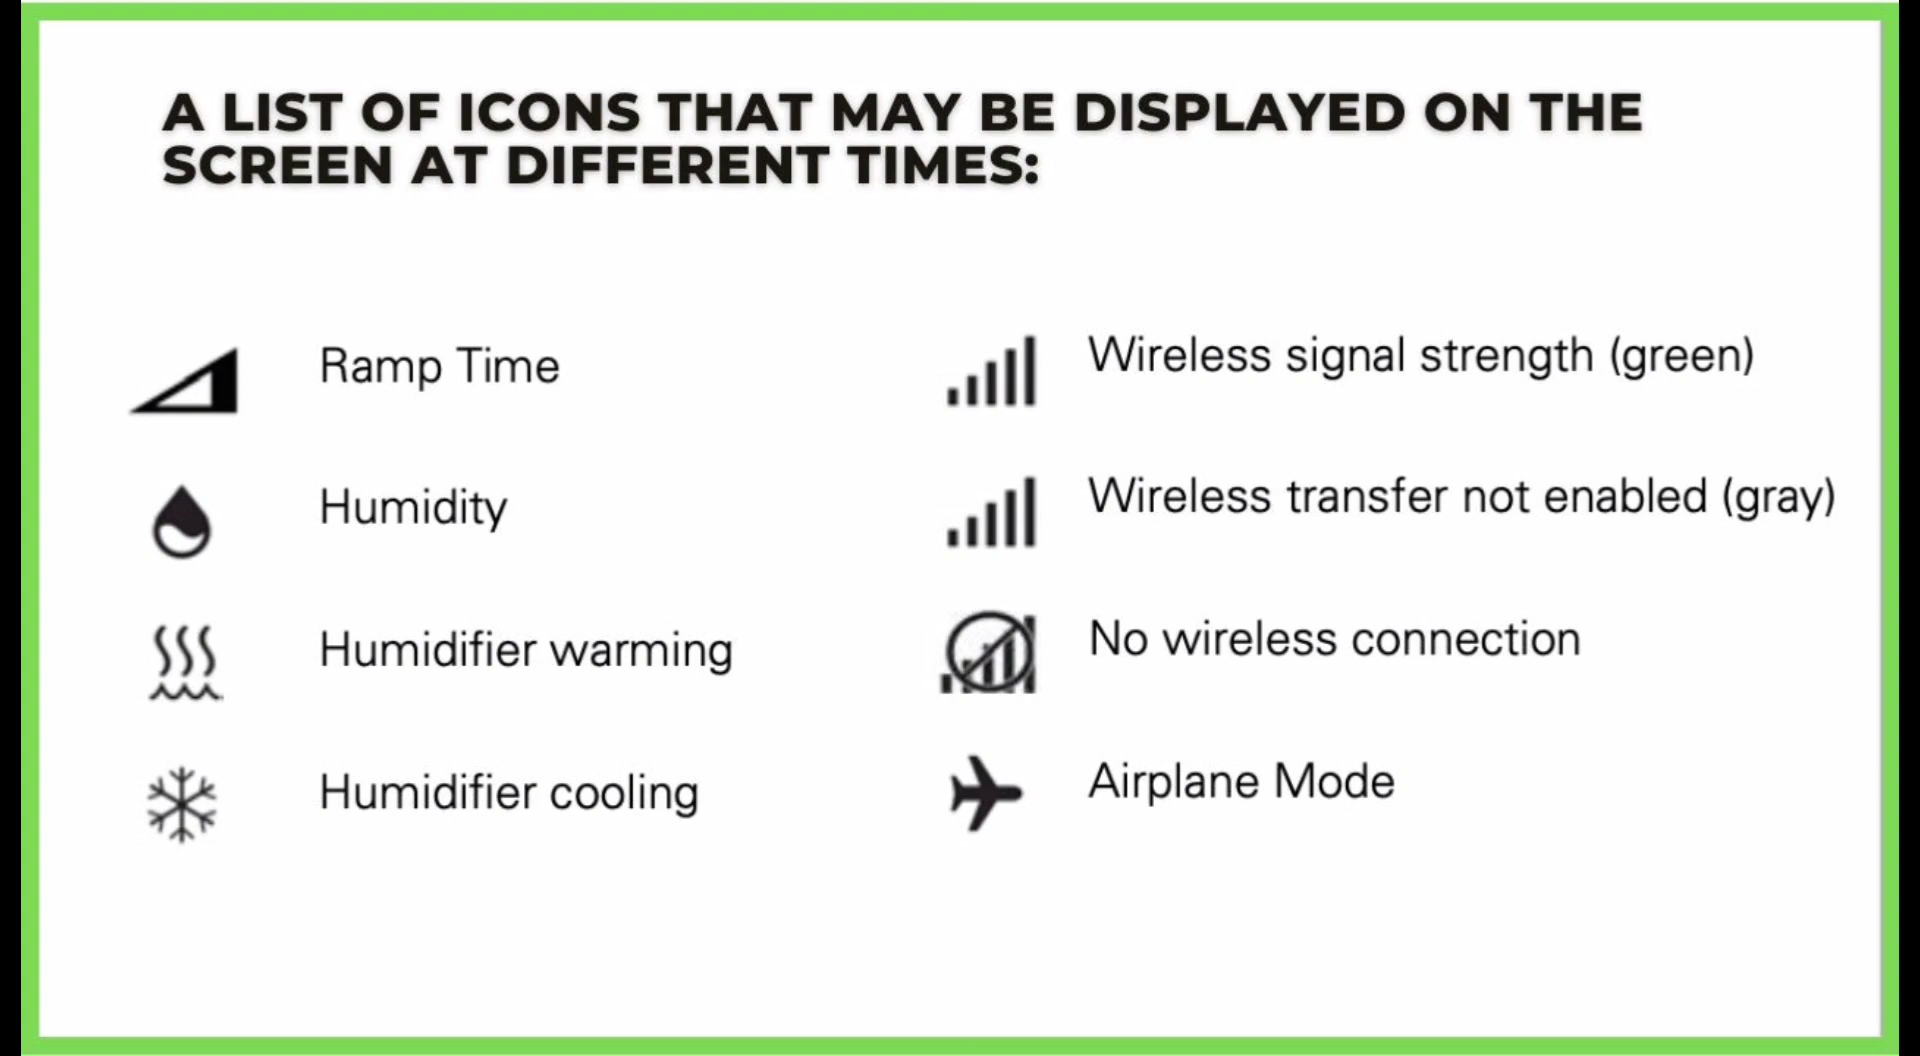 A LIST OF ICONS THAT MAY BE DISPLAYED ON THE
SCREEN AT DIFFERENT TIMES:
Ramp Time
Humidity
Humidifier warming
Humidifier cooling
Wireless signal strength (green)
Wireless transfer not enabled (gray)
No wireless connection
Airplane Mode